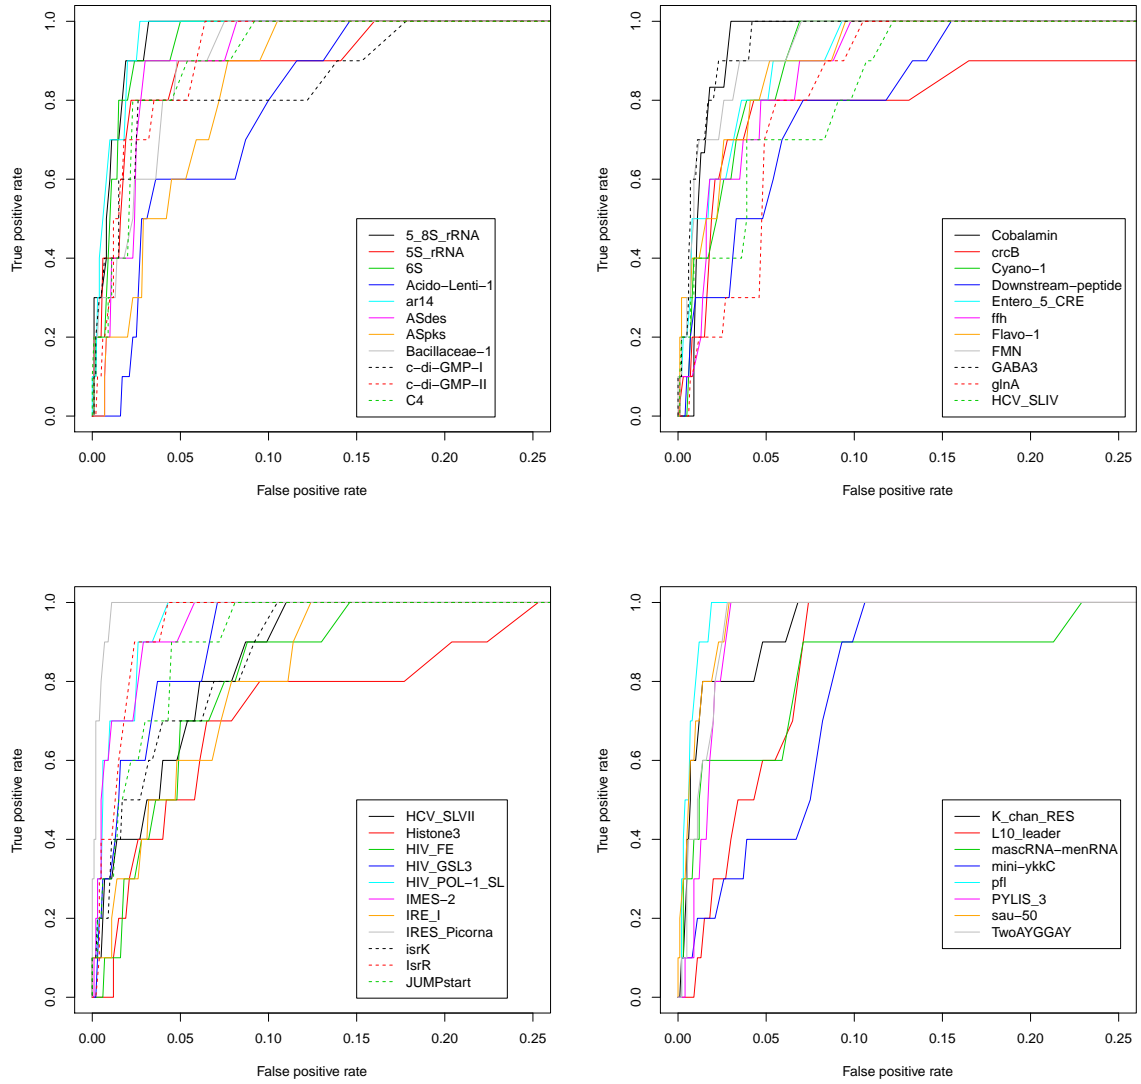 1.0
0.8
0.6
0.4
0.2
0.0
True positive rate
5_8S_rRNA
5S_rRNA
6S
Acido−Lenti−1
ar14
ASdes
ASpks
Bacillaceae−1
c−di−GMP−I
c−di−GMP−II
C4
0.00 0.05 0.10 0.15 0.20 0.25
False positive rate
1.0
0.8
0.6
0.4
0.2
0.0
True positive rate
Cobalamin
crcB
Cyano−1
Downstream−peptide
Entero_5_CRE
ffh
Flavo−1
FMN
GABA3
glnA
HCV_SLIV
0.00 0.05 0.10 0.15 0.20 0.25
False positive rate
1.0
0.8
0.6
0.4
0.2
0.0
True positive rate
HCV_SLVII
Histone3
HIV_FE
HIV_GSL3
HIV_POL−1_SL
IMES−2
IRE_I
IRES_Picorna
isrK
IsrR
JUMPstart
0.00 0.05 0.10 0.15 0.20 0.25
False positive rate
1.0
0.8
0.6
0.4
0.2
0.0
True positive rate
K_chan_RES
L10_leader
mascRNA−menRNA
mini−ykkC
pfl
PYLIS_3
sau−50
TwoAYGGAY
0.00 0.05 0.10 0.15 0.20 0.25
False positive rate